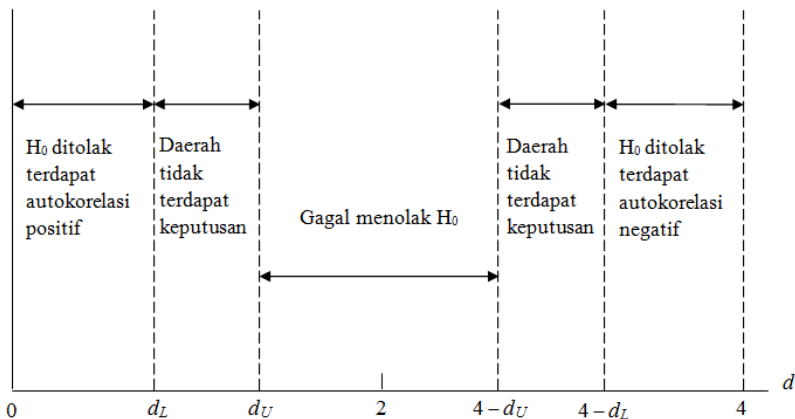 H₀ ditolak
terdapat
autokorelasi
positif
Daerah
tidak
terdapat
keputusan
Gagal menolak H₀
Daerah
tidak
terdapat
keputusan
H₀ ditolak
terdapat
autokorelasi
negatif
d
0
d_L
d_U
2
4 – d_U
4 – d_L
4